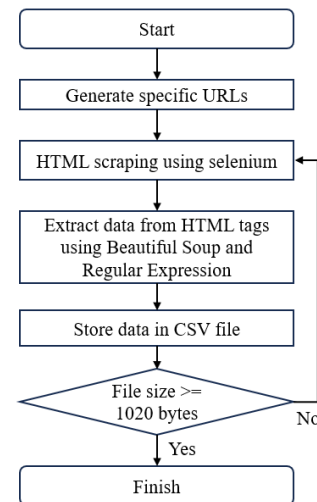 Start
Generate specific URLs
HTML scraping using selenium
Extract data from HTML tags
using Beautiful Soup and
Regular Expression
Store data in CSV file
File size >=
1020 bytes
No
Yes
Finish